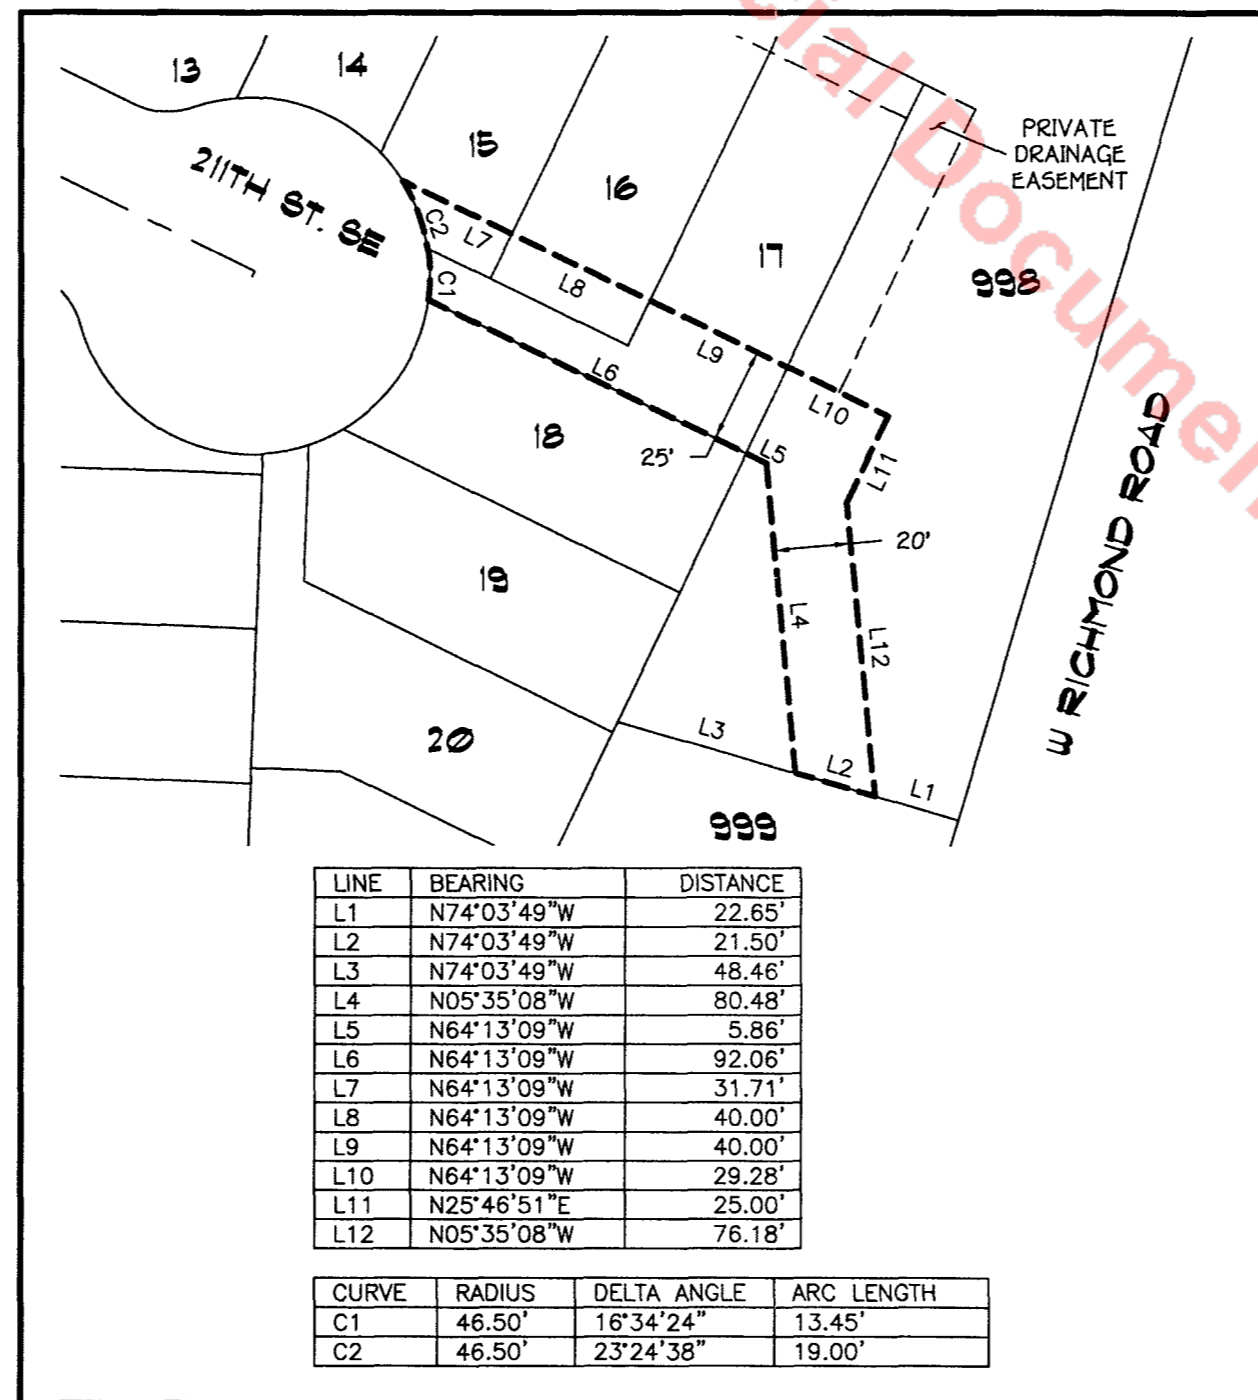 cial Document
13
14
15
16
17
211TH ST. SE
PRIVATE
DRAINAGE
EASEMENT
998
C2
L7
L8
C1
L9
L6
L10
25'
L5
L11
18
20'
19
L4
L12
W RICHMOND ROAD
20
L3
L2
L1
999
LINE BEARING DISTANCE
L1 N74°03'49"W 22.65'
L2 N74°03'49"W 21.50'
L3 N74°03'49"W 48.46'
L4 N05°35'08"W 80.48'
L5 N64°13'09"W 5.86'
L6 N64°13'09"W 92.06'
L7 N64°13'09"W 31.71'
L8 N64°13'09"W 40.00'
L9 N64°13'09"W 40.00'
L10 N64°13'09"W 29.28'
L11 N25°46'51"E 25.00'
L12 N05°35'08"W 76.18'
CURVE RADIUS DELTA ANGLE ARC LENGTH
C1 46.50' 16°34'24" 13.45'
C2 46.50' 23°24'38" 19.00'